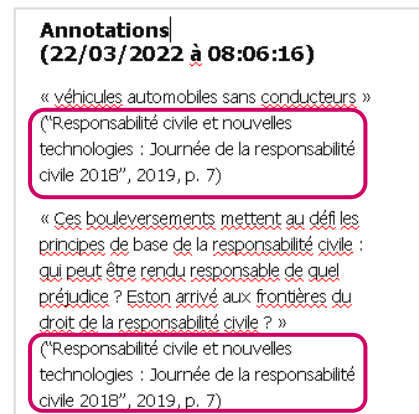 Annotations
(22/03/2022 à 08:06:16)
« véhicules automobiles sans conducteurs »
("Responsabilité civile et nouvelles
technologies : Journée de la responsabilité
civile 2018”, 2019, p. 7)
« Ces bouleversements mettent au défi les
principes de base de la responsabilité civile :
qui peut être rendu responsable de quel
préjudice ? Eston arrivé aux frontières du
droit de la responsabilité civile ? »
("Responsabilité civile et nouvelles
technologies : Journée de la responsabilité
civile 2018”, 2019, p. 7)